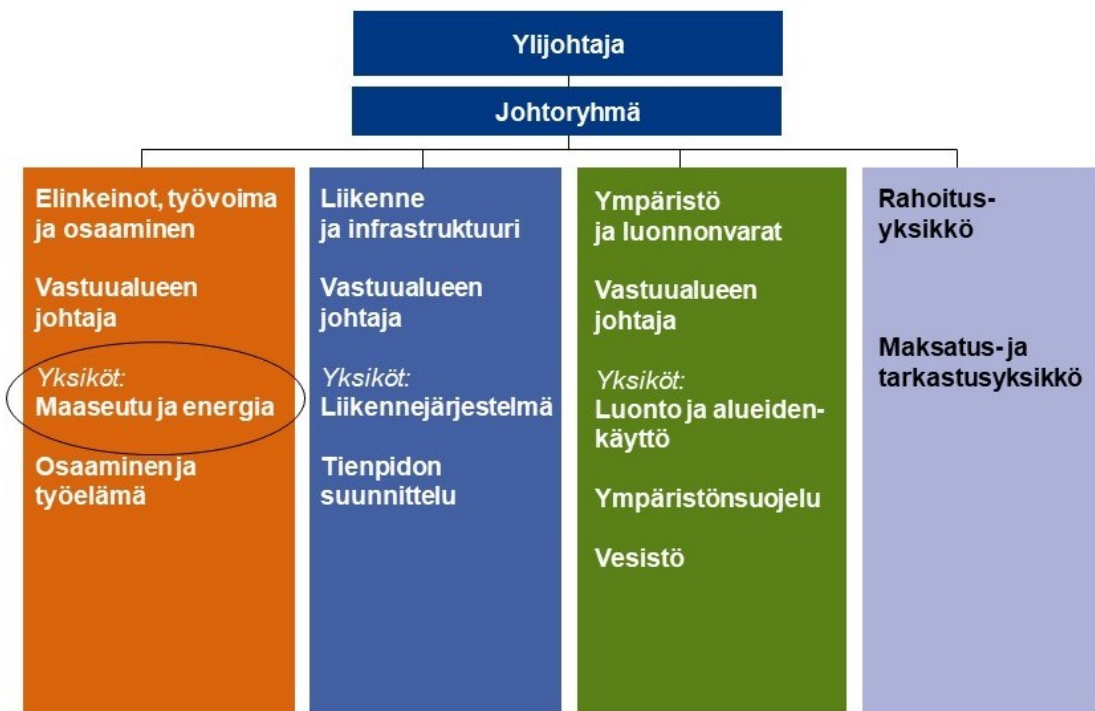 Ylijohtaja
Johtoryhmä
Elinkeinot, työvoima
ja osaaminen
Vastuualueen
johtaja
Yksiköt:
Maaseutu ja energia
Osaaminen ja
työelämä
Liikenne
ja infrastruktuuri
Vastuualueen
johtaja
Yksiköt:
Liikennejärjestelmä
Tienpidon
suunnittelu
Ympäristö
ja luonnonvarat
Vastuualueen
johtaja
Yksiköt:
Luonto ja alueiden-
käyttö
Ympäristönsuojelu
Vesistö
Rahoitus-
yksikkö
Maksatus- ja
tarkastusyksikkö